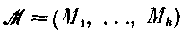 ℳ = (M₁, ..., Mₕ)